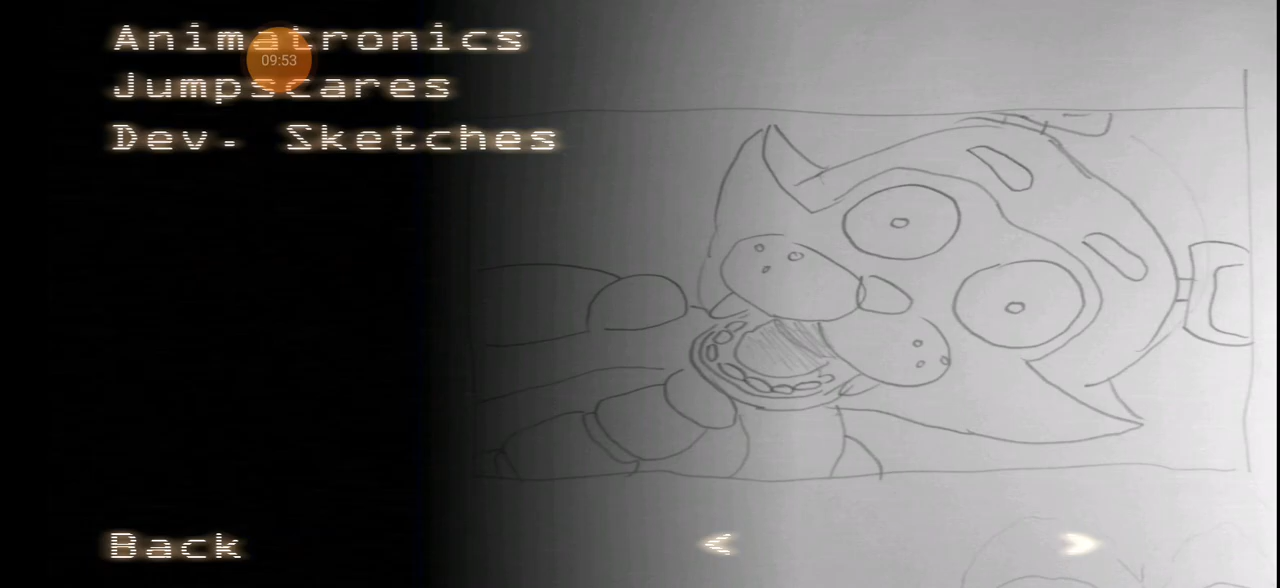 Animatronics
09:53
Jumpscares
Dev. Sketches
Back
< >